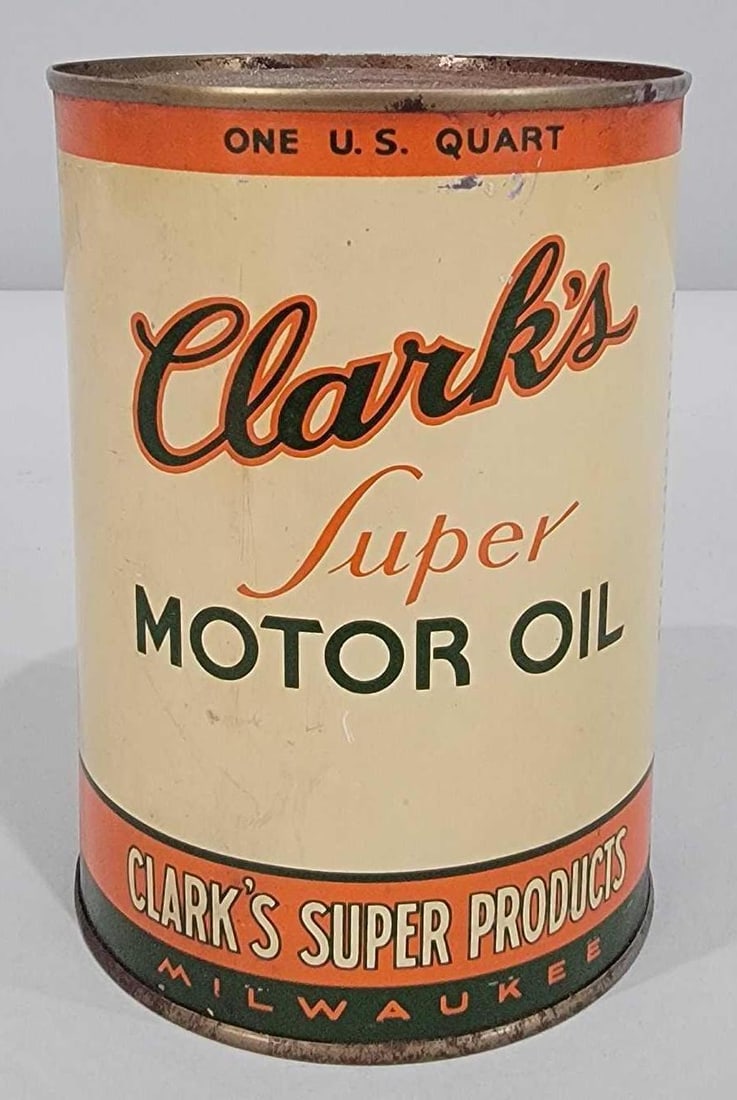 ONE U.S. QUART
Clark's
Super
MOTOR OIL
CLARK'S SUPER PRODUCTS
MILWAUKEE